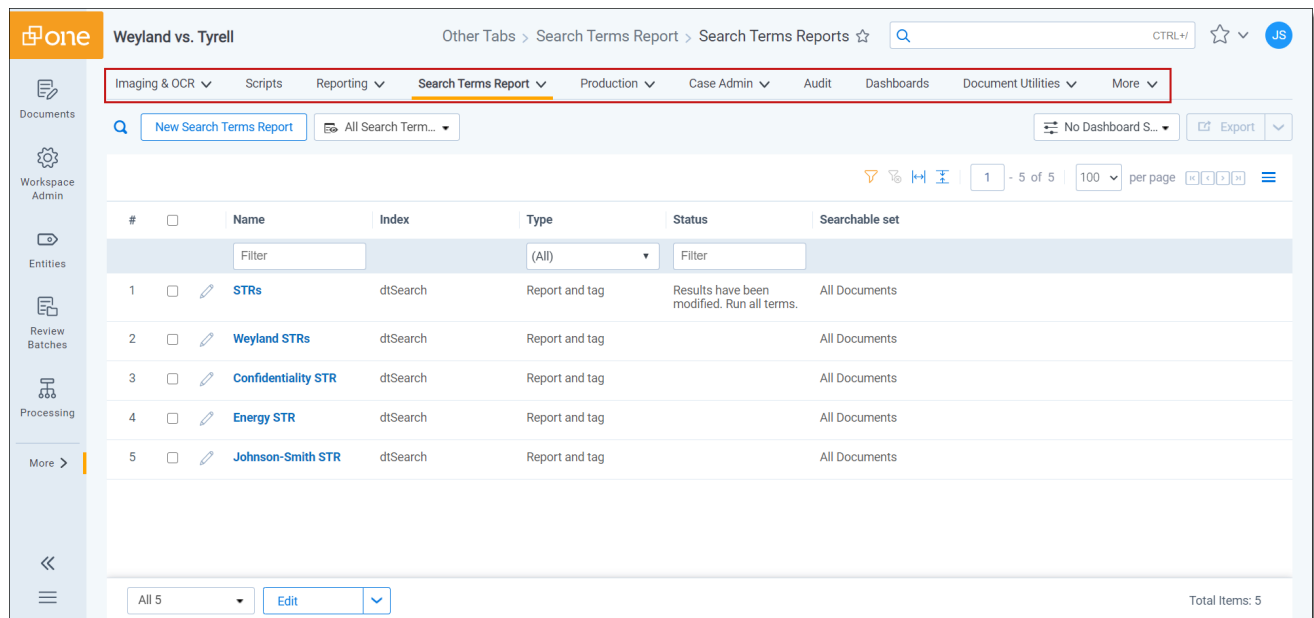 one
Weyland vs. Tyrell
Other Tabs > Search Terms Report > Search Terms Reports
CTRL+/
JS
Imaging & OCR
Scripts
Reporting
Search Terms Report
Production
Case Admin
Audit
Dashboards
Document Utilities
More
Documents
Workspace
Admin
Entities
Review
Batches
Processing
More >
New Search Terms Report
All Search Term...
No Dashboard S...
Export
1 - 5 of 5
100 per page
# Name Index Type Status Searchable set
Filter (All) Filter
1 STRs dtSearch Report and tag Results have been All Documents
modified. Run all terms.
2 Weyland STRs dtSearch Report and tag All Documents
3 Confidentiality STR dtSearch Report and tag All Documents
4 Energy STR dtSearch Report and tag All Documents
5 Johnson-Smith STR dtSearch Report and tag All Documents
All 5
Edit
Total Items: 5